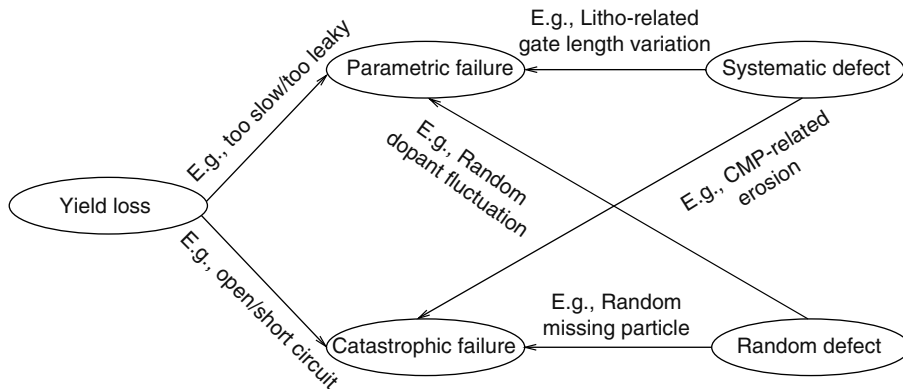 E.g., Litho-related
gate length variation
Parametric failure
Systematic defect
E.g., too slow/too leaky
E.g., Random
dopant fluctuation
E.g., CMP-related
erosion
Yield loss
E.g., open/short circuit
E.g., Random
missing particle
Catastrophic failure
Random defect